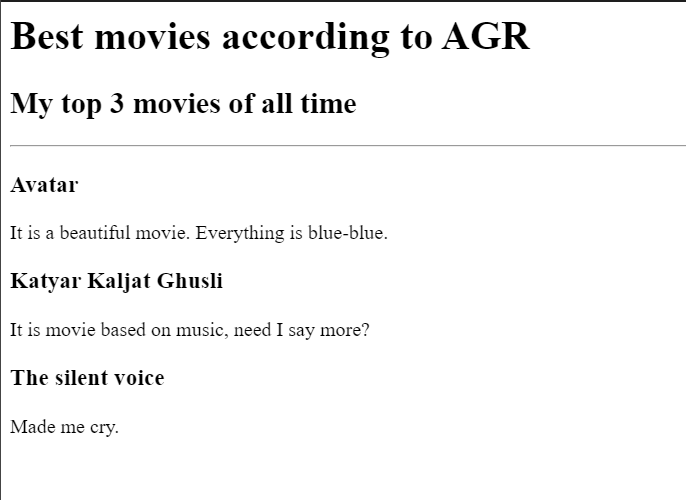 Best movies according to AGR
My top 3 movies of all time
Avatar
It is a beautiful movie. Everything is blue-blue.
Katyar Kaljat Ghusli
It is movie based on music, need I say more?
The silent voice
Made me cry.